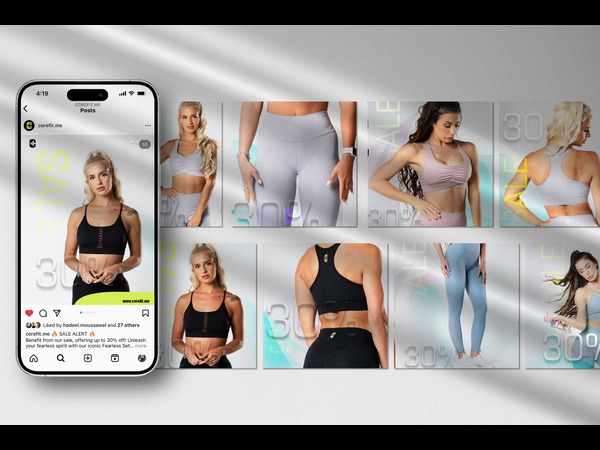 4:19
COREFIT.ME
Posts
corefit.me
SALE
30%
www.corefit.me
Liked by hadeel.moussawel and 27 others
corefit.me 🔥 SALE ALERT 🔥
Benefit from our sale, offering up to 30% off! Unleash
your fearless spirit with our iconic Fearless Set... more
30%
SALE
30%
30
SALE
SALE
30
30%
30%